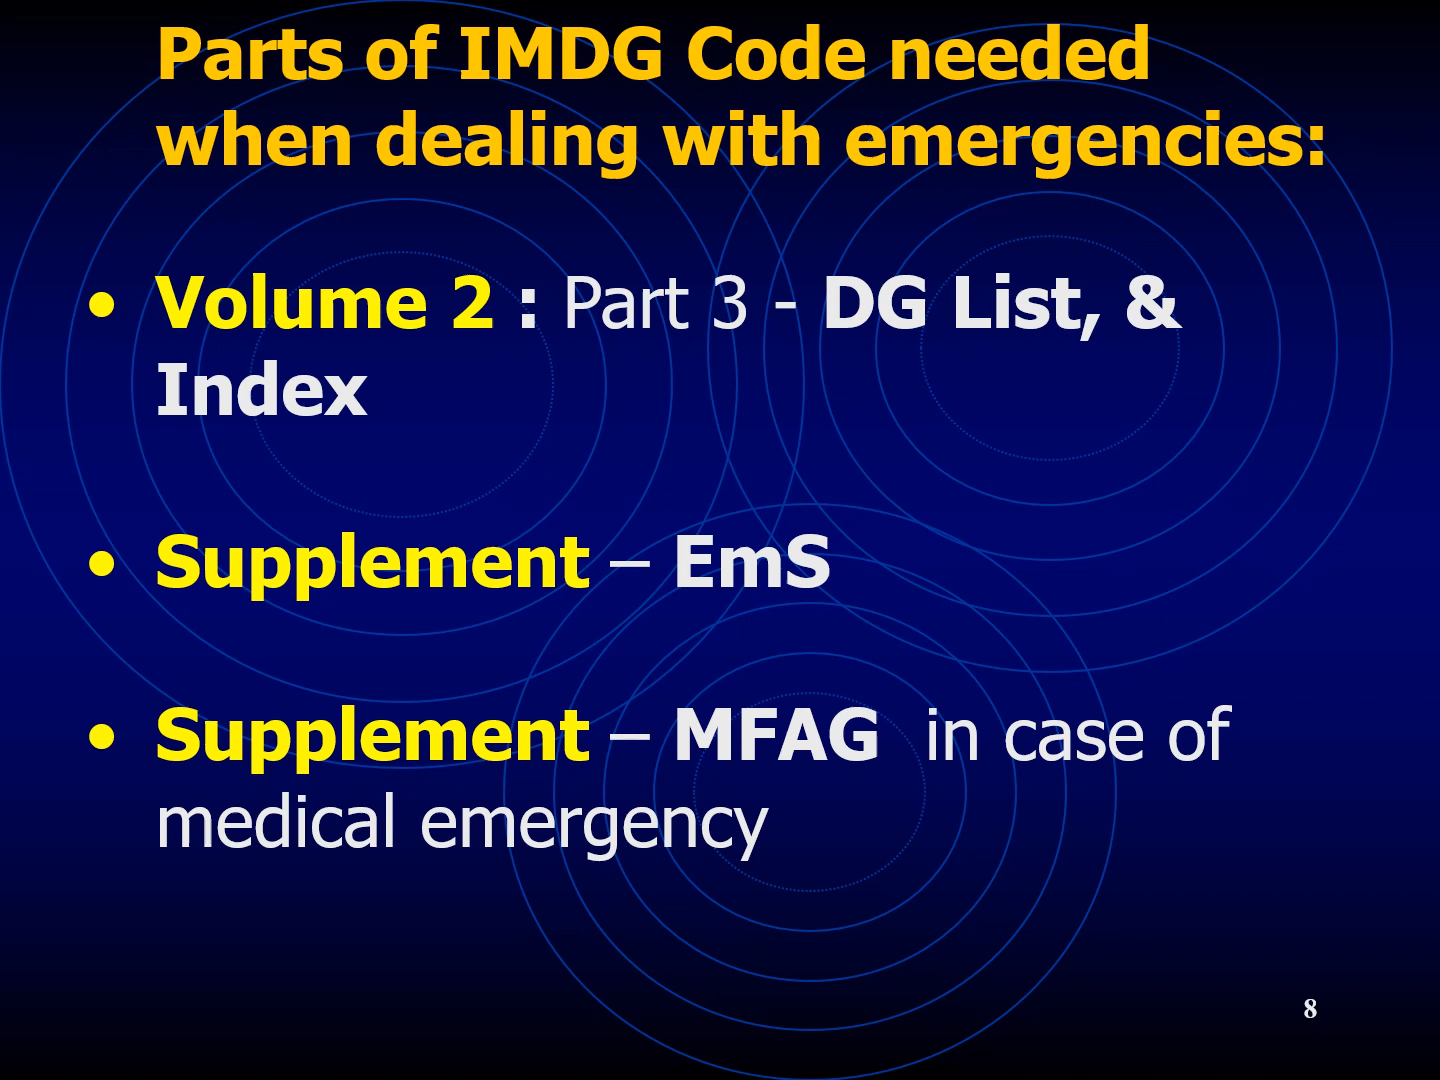 Parts of IMDG Code needed
when dealing with emergencies:
• Volume 2 : Part 3 - DG List, &
Index
• Supplement – EmS
• Supplement – MFAG  in case of
medical emergency
8